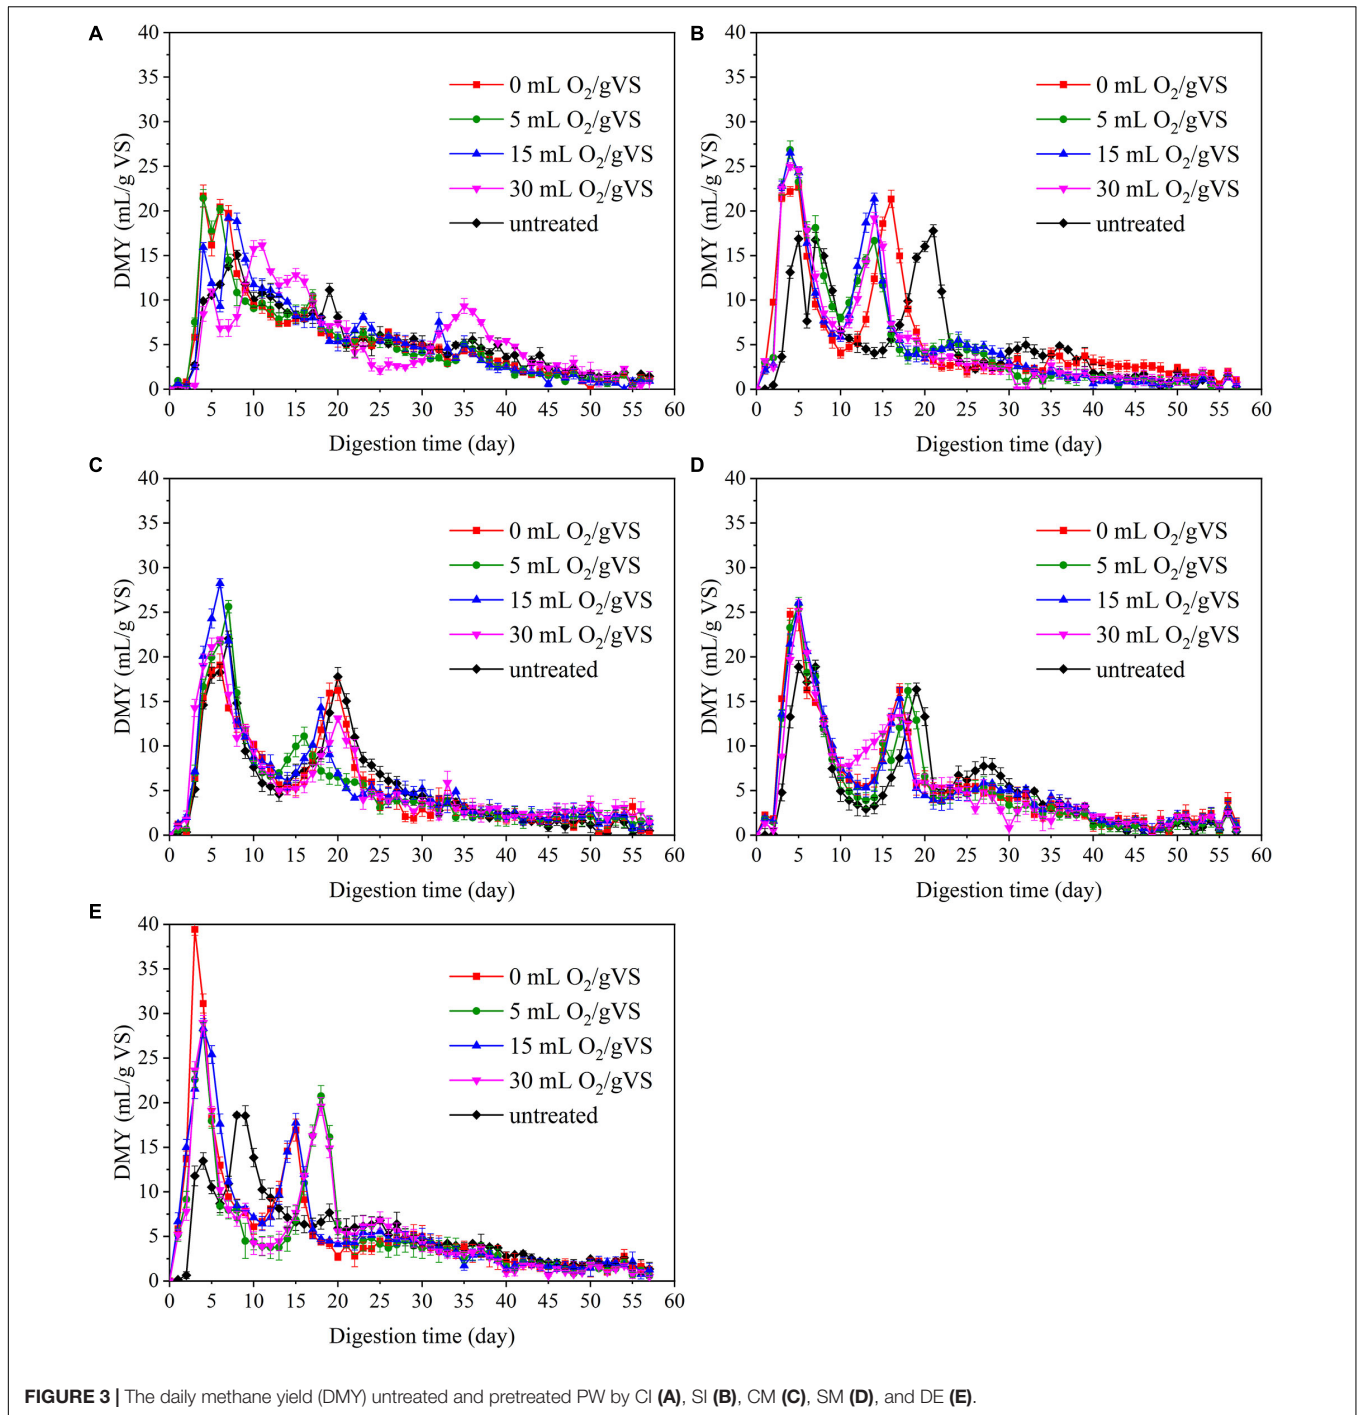 A
40
35
30
25
20
15
10
5
0
DMY (mL/g VS)
0 mL O₂/gVS
5 mL O₂/gVS
15 mL O₂/gVS
30 mL O₂/gVS
untreated
0 5 10 15 20 25 30 35 40 45 50 55 60
Digestion time (day)
B
40
35
30
25
20
15
10
5
0
DMY (mL/g VS)
0 mL O₂/gVS
5 mL O₂/gVS
15 mL O₂/gVS
30 mL O₂/gVS
untreated
0 5 10 15 20 25 30 35 40 45 50 55 60
Digestion time (day)
C
40
35
30
25
20
15
10
5
0
DMY (mL/g VS)
0 mL O₂/gVS
5 mL O₂/gVS
15 mL O₂/gVS
30 mL O₂/gVS
untreated
0 5 10 15 20 25 30 35 40 45 50 55 60
Digestion time (day)
D
40
35
30
25
20
15
10
5
0
DMY (mL/g VS)
0 mL O₂/gVS
5 mL O₂/gVS
15 mL O₂/gVS
30 mL O₂/gVS
untreated
0 5 10 15 20 25 30 35 40 45 50 55 60
Digestion time (day)
E
40
35
30
25
20
15
10
5
0
DMY (mL/g VS)
0 mL O₂/gVS
5 mL O₂/gVS
15 mL O₂/gVS
30 mL O₂/gVS
untreated
0 5 10 15 20 25 30 35 40 45 50 55 60
Digestion time (day)
FIGURE 3 | The daily methane yield (DMY) untreated and pretreated PW by CI (A), SI (B), CM (C), SM (D), and DE (E).